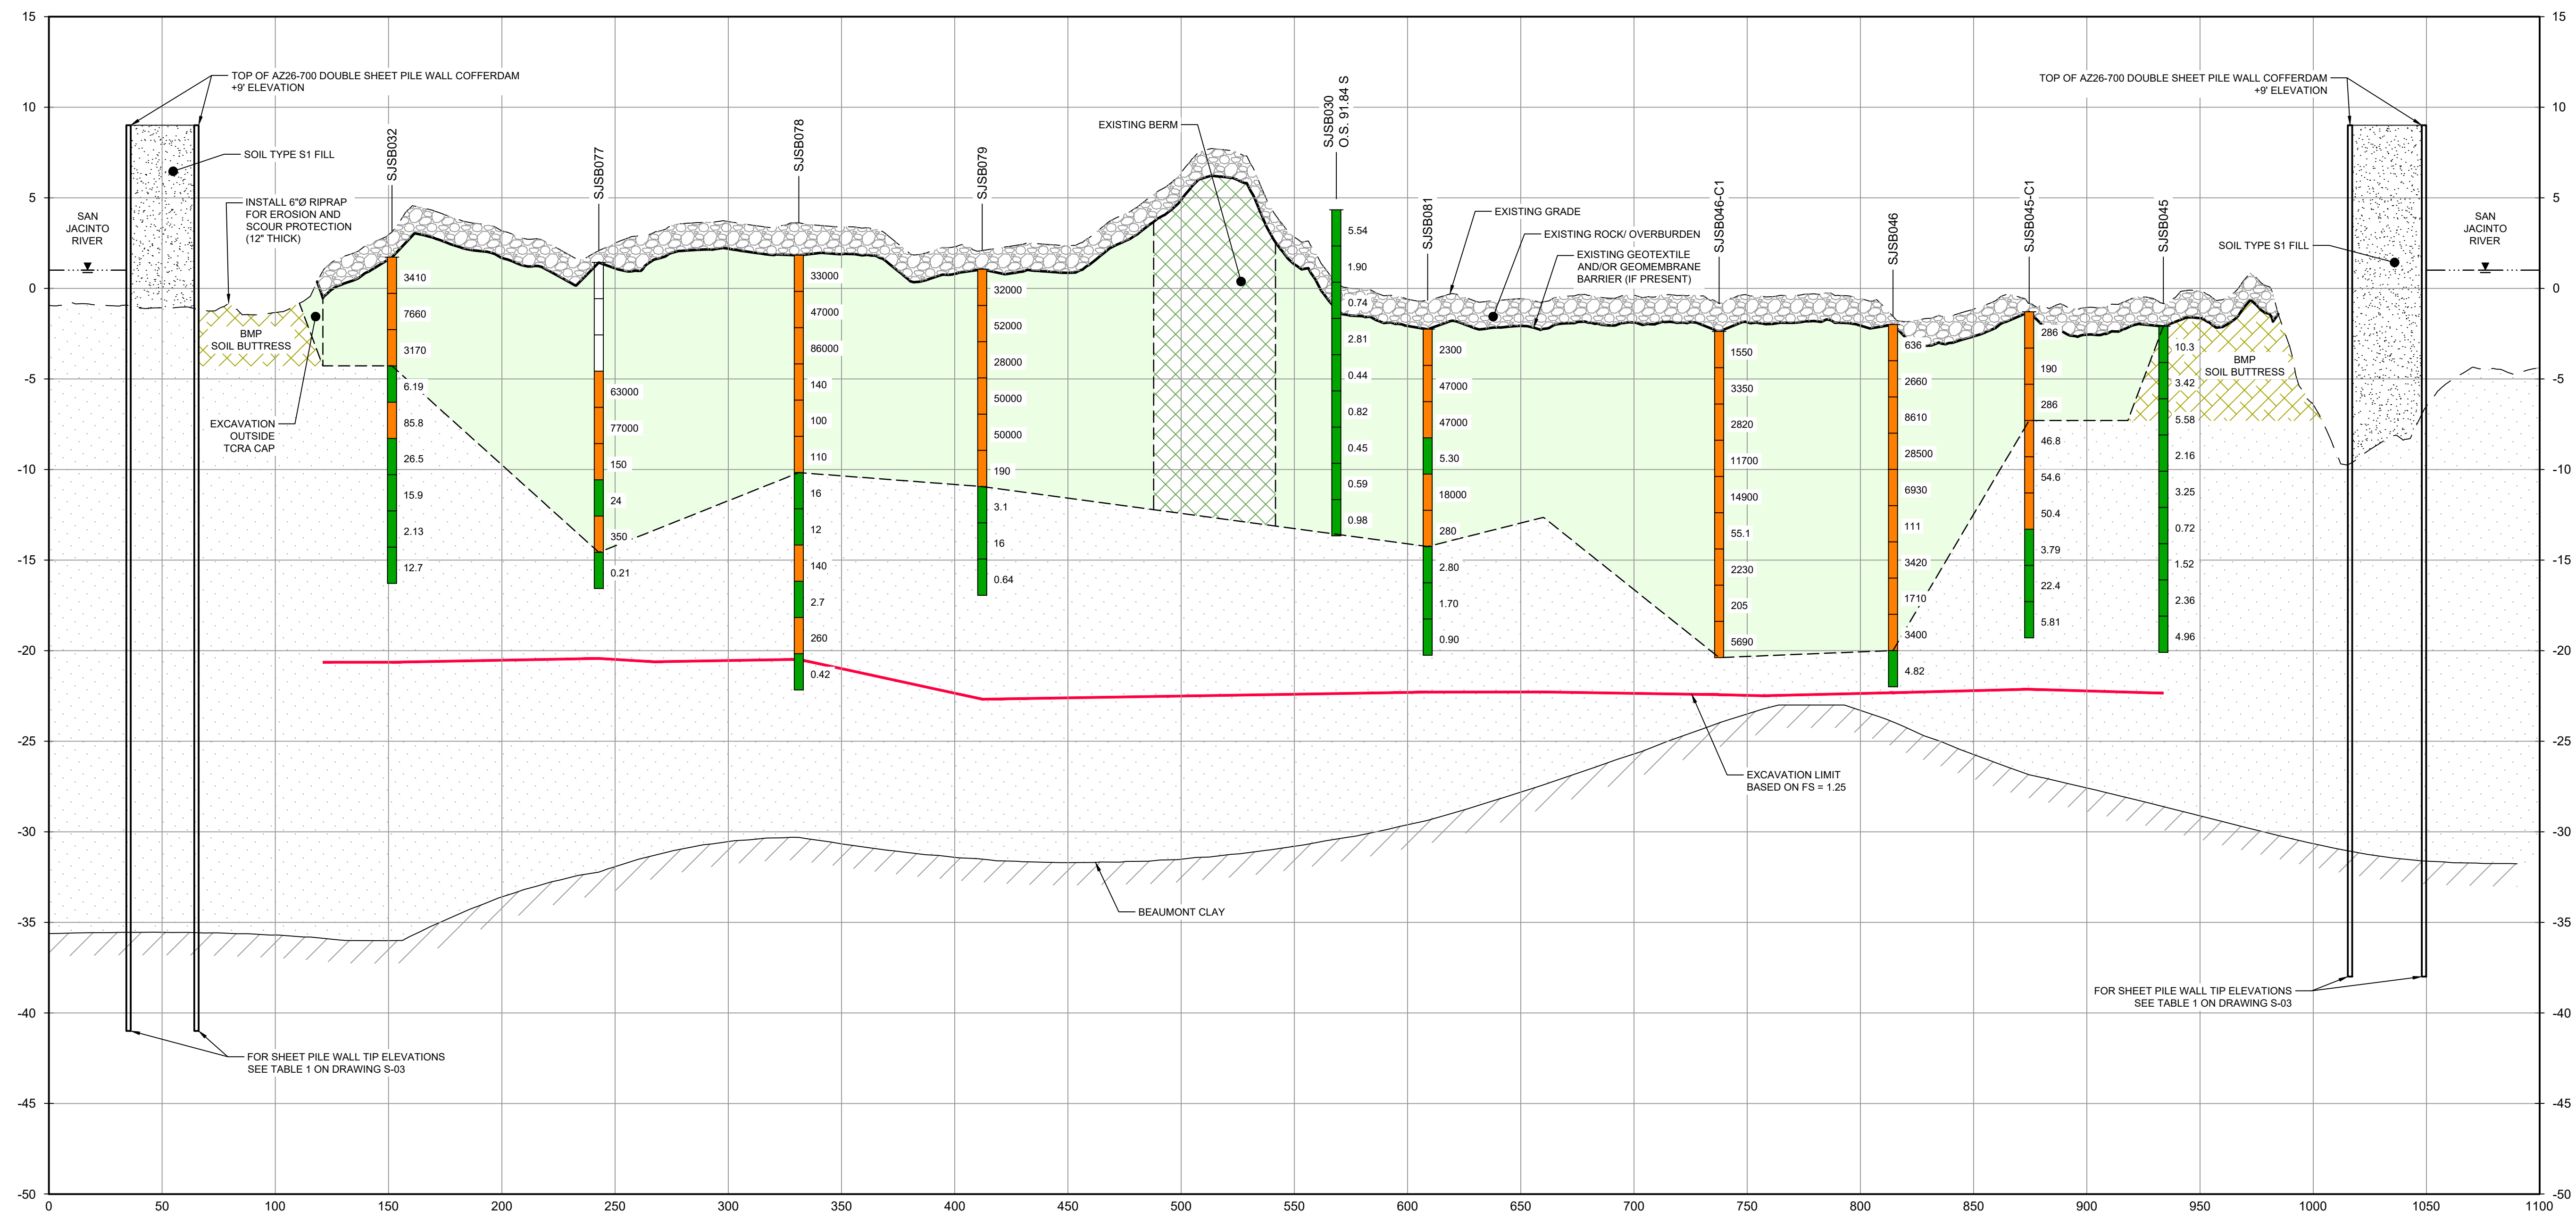 15
10
5
0
-5
-10
-15
-20
-25
-30
-35
-40
-45
-50
TOP OF AZ26-700 DOUBLE SHEET PILE WALL COFFERDAM
+9' ELEVATION
SOIL TYPE S1 FILL
SAN
JACINTO
RIVER
INSTALL 6"Ø RIPRAP
FOR EROSION AND
SCOUR PROTECTION
(12" THICK)
BMP
SOIL BUTTRESS
EXCAVATION
OUTSIDE
TCRA CAP
SJSB032
3410
7660
3170
6.19
85.8
26.5
15.9
2.13
12.7
SJSB077
63000
77000
150
24
350
0.21
SJSB078
33000
47000
86000
140
100
110
16
12
140
2.7
260
0.42
SJSB079
32000
52000
28000
50000
50000
190
3.1
16
0.64
EXISTING BERM
SJSB030
O.S. 91.84 S
5.54
1.90
0.74
2.81
0.44
0.82
0.45
0.59
0.98
SJSB081
2300
47000
47000
5.30
18000
280
2.80
1.70
0.90
EXISTING GRADE
EXISTING ROCK/ OVERBURDEN
EXISTING GEOTEXTILE
AND/OR GEOMEMBRANE
BARRIER (IF PRESENT)
SJSB046-C1
1550
3350
2820
11700
14900
55.1
2230
205
5690
SJSB046
636
2660
8610
28500
6930
111
3420
1710
3400
4.82
SJSB045-C1
286
190
286
46.8
54.6
50.4
3.79
22.4
5.81
SJSB045
10.3
3.42
5.58
2.16
3.25
0.72
1.52
2.36
4.96
BMP
SOIL BUTTRESS
TOP OF AZ26-700 DOUBLE SHEET PILE WALL COFFERDAM
+9' ELEVATION
SOIL TYPE S1 FILL
SAN
JACINTO
RIVER
EXCAVATION LIMIT
BASED ON FS = 1.25
BEAUMONT CLAY
FOR SHEET PILE WALL TIP ELEVATIONS
SEE TABLE 1 ON DRAWING S-03
FOR SHEET PILE WALL TIP ELEVATIONS
SEE TABLE 1 ON DRAWING S-03
15
10
5
0
-5
-10
-15
-20
-25
-30
-35
-40
-45
-50
0 50 100 150 200 250 300 350 400 450 500 550 600 650 700 750 800 850 900 950 1000 1050 1100